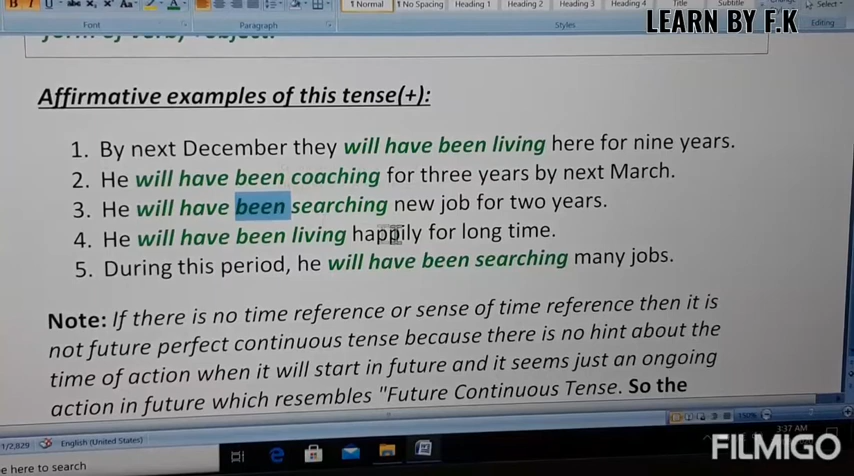 1 Normal
1 No Spacing
Heading 1
Heading 2
Heading 3
Heading 4
Title
Subtitle
Select
Font
Paragraph
Styles
Editing
LEARN BY F.K
Affirmative examples of this tense(+):
1. By next December they will have been living here for nine years.
2. He will have been coaching for three years by next March.
3. He will have been searching new job for two years.
4. He will have been living happily for long time.
5. During this period, he will have been searching many jobs.
Note: If there is no time reference or sense of time reference then it is
not future perfect continuous tense because there is no hint about the
time of action when it will start in future and it seems just an ongoing
action in future which resembles "Future Continuous Tense. So the
1/2,829
English (United States)
150%
e here to search
3:37 AM
FILMIGO